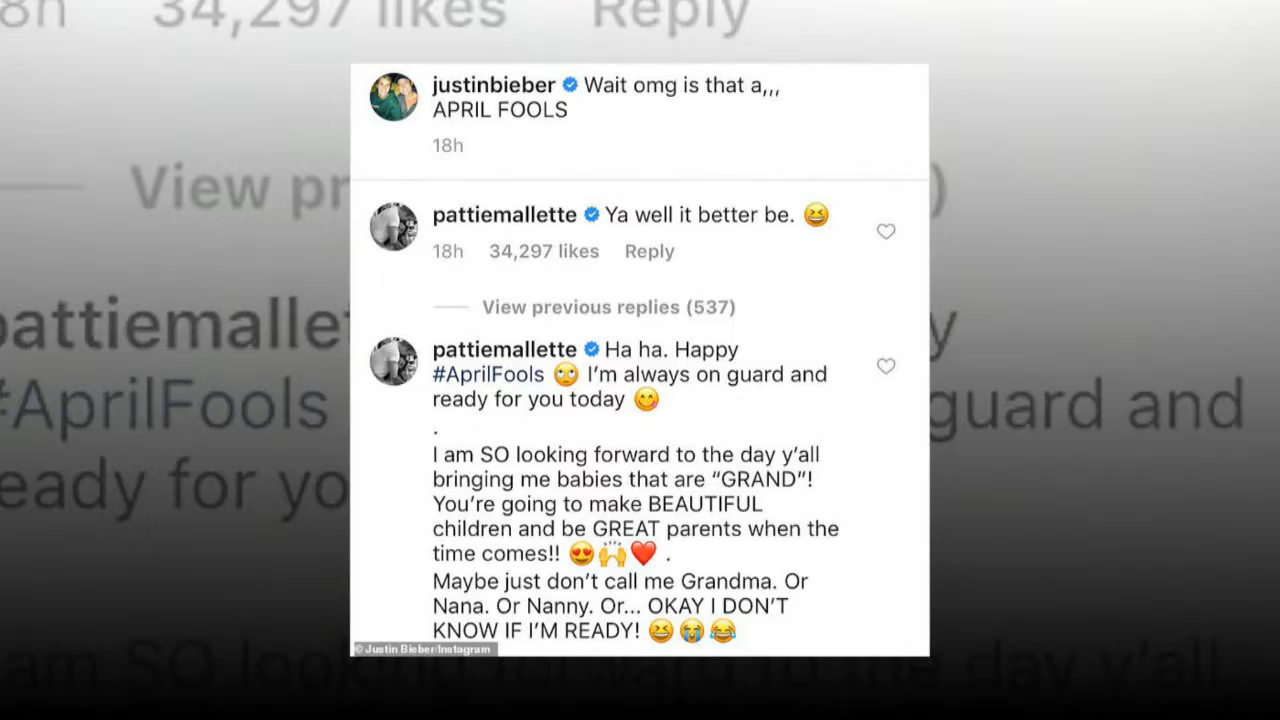 8h 34,297 likes Reply
justinbieber Wait omg is that a,,,
APRIL FOOLS
18h
View pr )
pattiemallette Ya well it better be. 😆
18h 34,297 likes Reply
View previous replies (537)
pattiemallet y
pattiemallette Ha ha. Happy
#AprilFools 🙄 I’m always on guard and
ready for you today 😋
.
#AprilFools guard and
I am SO looking forward to the day y’all
bringing me babies that are “GRAND”!
eady for yo
You’re going to make BEAUTIFUL
children and be GREAT parents when the
time comes!! 😍🙌❤️ .
Maybe just don’t call me Grandma. Or
Nana. Or Nanny. Or... OKAY I DON’T
KNOW IF I’M READY! 😆😭😂
© Justin Bieber/Instagram
am SO look the day y’all